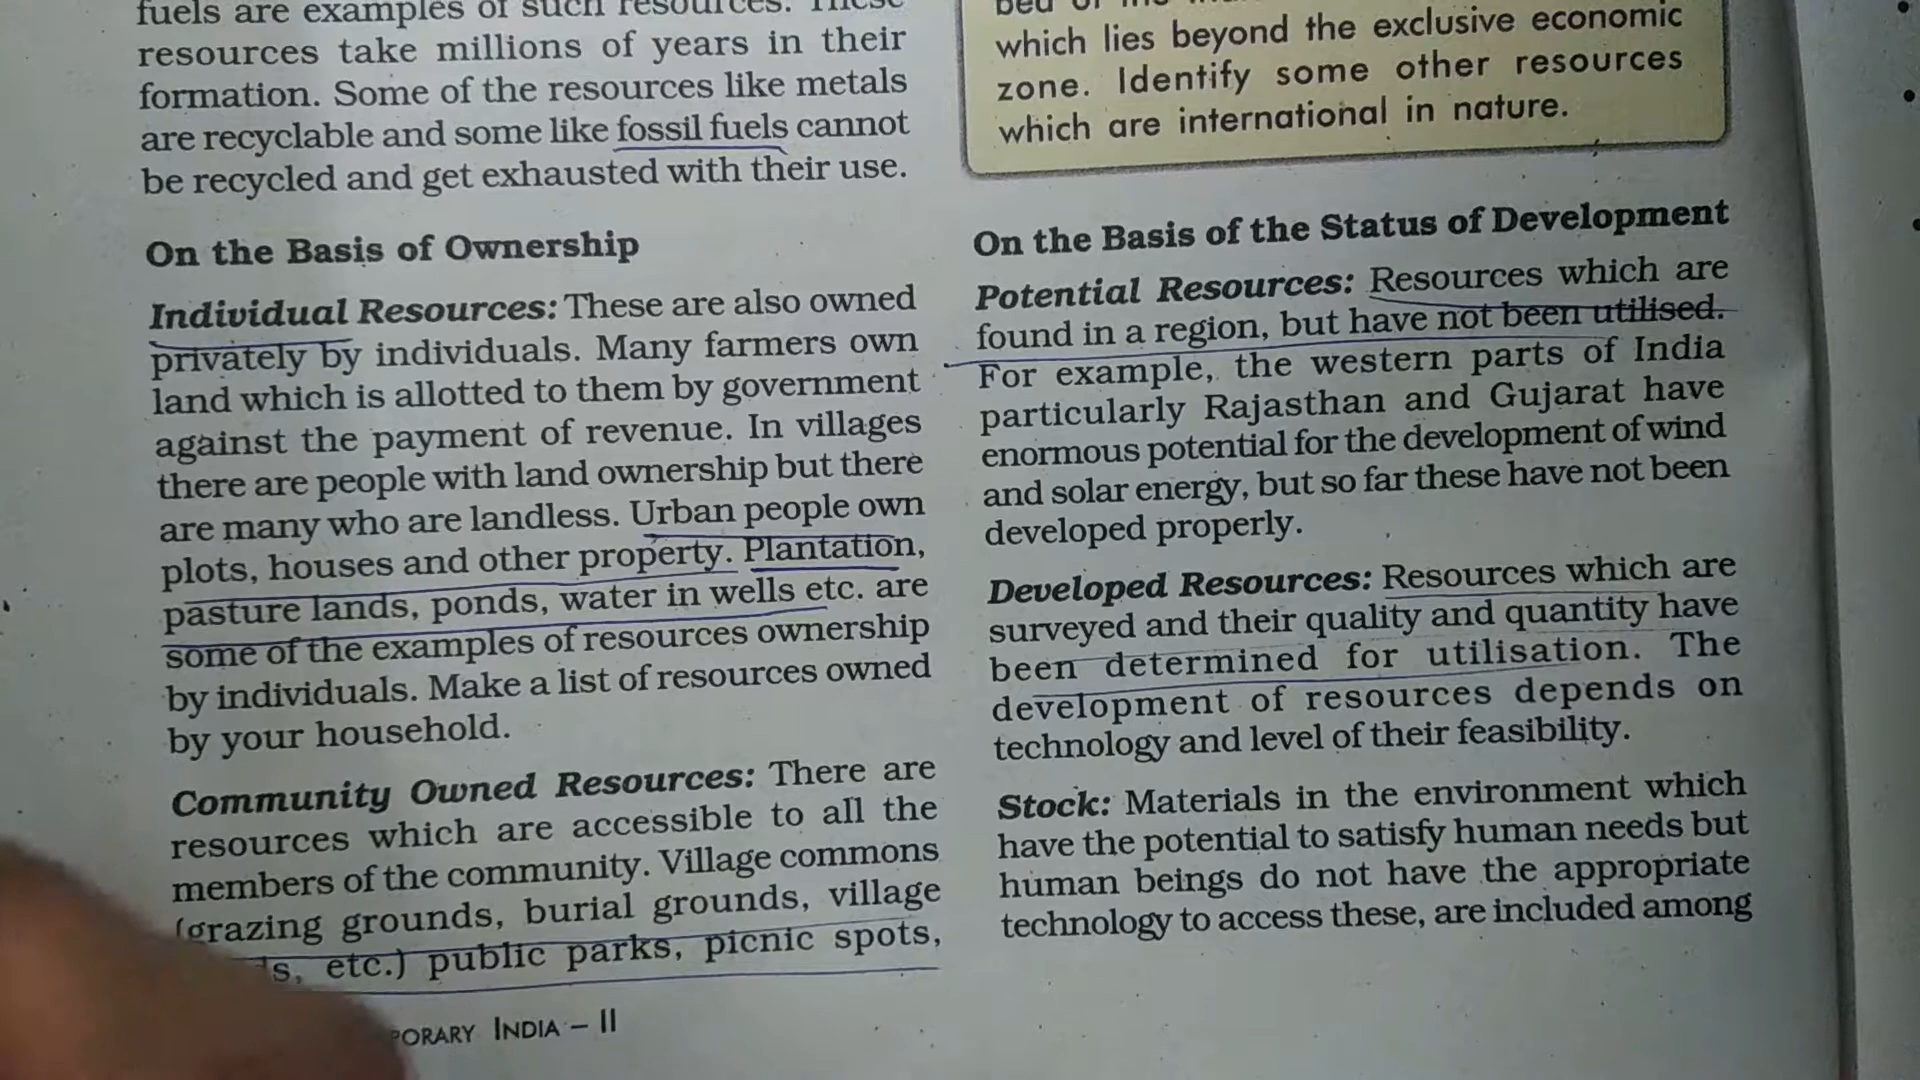 fuels are examples of such resources. These
resources take millions of years in their
formation. Some of the resources like metals
are recyclable and some like fossil fuels cannot
be recycled and get exhausted with their use.
On the Basis of Ownership
Individual Resources: These are also owned
privately by individuals. Many farmers own
land which is allotted to them by government
against the payment of revenue. In villages
there are people with land ownership but there
are many who are landless. Urban people own
plots, houses and other property. Plantation,
pasture lands, ponds, water in wells etc. are
some of the examples of resources ownership
by individuals. Make a list of resources owned
by your household.
Community Owned Resources: There are
resources which are accessible to all the
members of the community. Village commons
(grazing grounds, burial grounds, village
etc.) public parks, picnic spots,
PORARY INDIA – II
which lies beyond the exclusive economic
zone. Identify some other resources
which are international in nature.
On the Basis of the Status of Development
Potential Resources: Resources which are
found in a region, but have not been utilised.
For example, the western parts of India
particularly Rajasthan and Gujarat have
enormous potential for the development of wind
and solar energy, but so far these have not been
developed properly.
Developed Resources: Resources which are
surveyed and their quality and quantity have
been determined for utilisation. The
development of resources depends on
technology and level of their feasibility.
Stock: Materials in the environment which
have the potential to satisfy human needs but
human beings do not have the appropriate
technology to access these, are included among